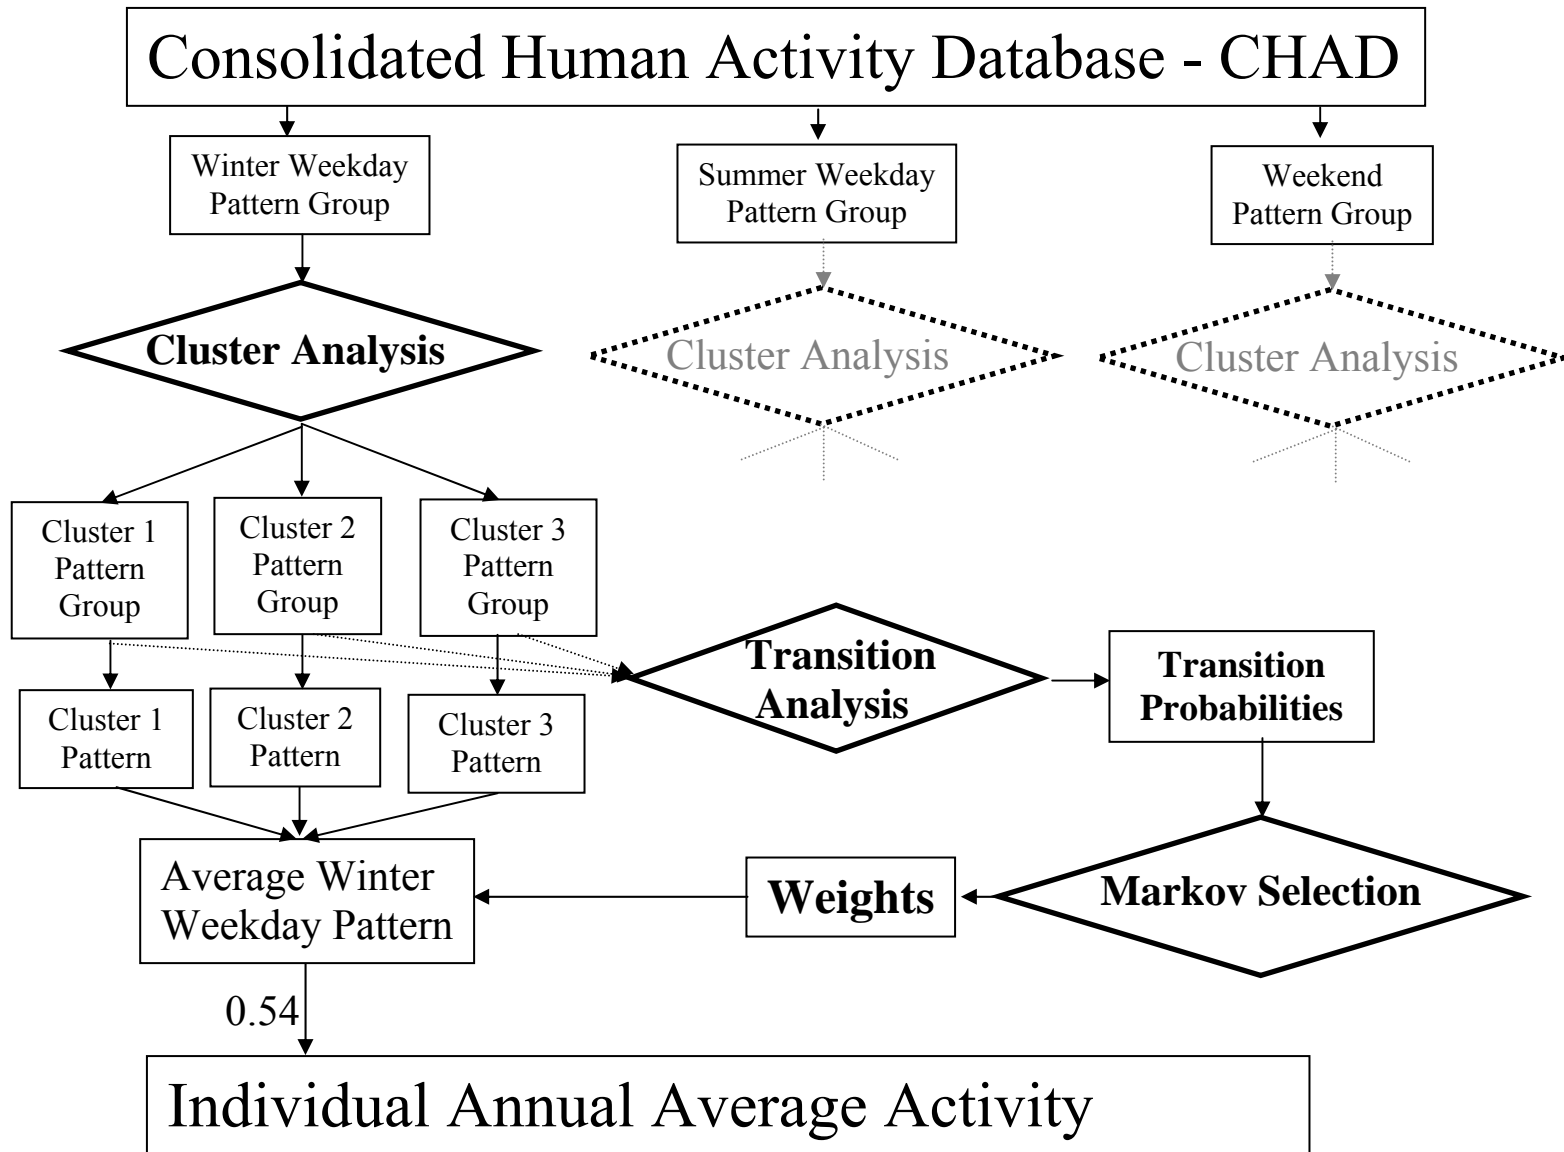 Consolidated Human Activity Database - CHAD
Winter Weekday
Pattern Group
Summer Weekday
Pattern Group
Weekend
Pattern Group
Cluster Analysis
Cluster Analysis
Cluster Analysis
Cluster 1
Pattern
Group
Cluster 2
Pattern
Group
Cluster 3
Pattern
Group
Transition
Analysis
Transition
Probabilities
Cluster 1
Pattern
Cluster 2
Pattern
Cluster 3
Pattern
Average Winter
Weekday Pattern
Weights
Markov Selection
0.54
Individual Annual Average Activity